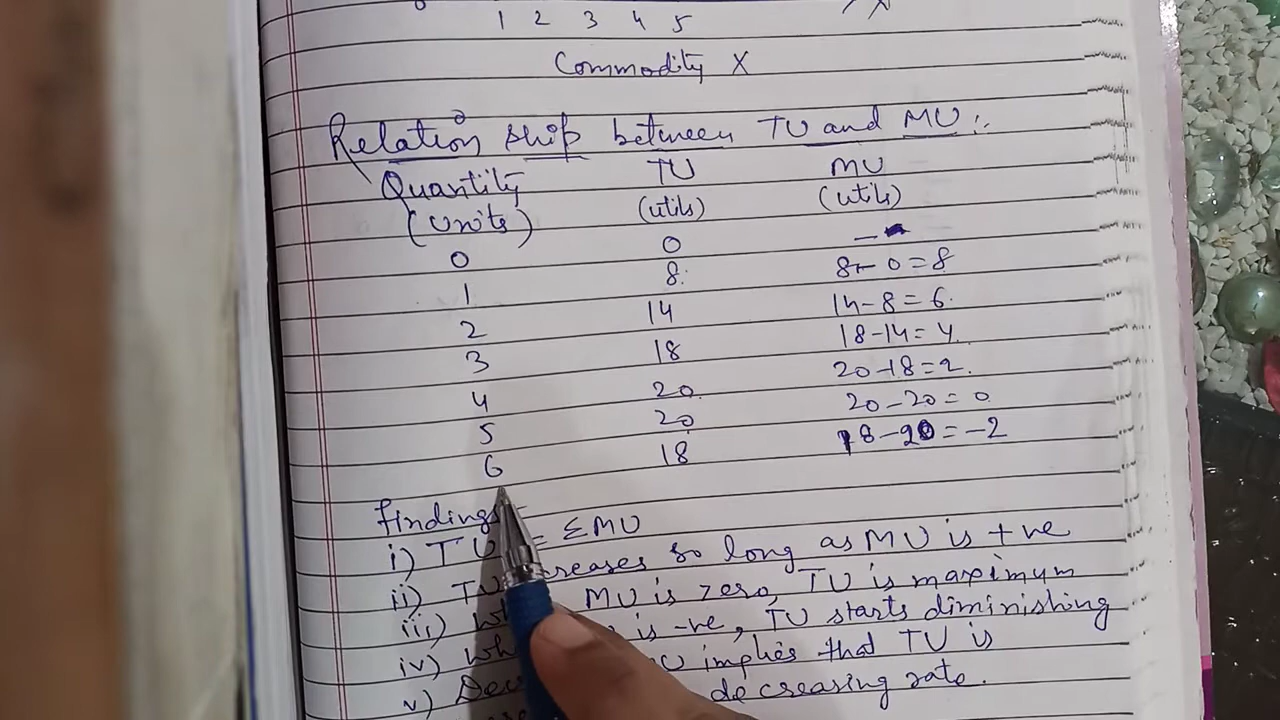 1 2 3 4 5
Commodity X
Relation ship between TU and MU :.
Quantity TU MU
(Units) (utils) (utils)
0 0 –
1 8 8-0=8
2 14 14-8=6
3 18 18-14=4
4 20 20-18=2
5 20 20-20=0
6 18 18-20=-2
findings
i) TU = ΣMU
ii) TU so long as MU is +ve
iii) MU is zero, TU is maximum
iv) is -ve, TU starts diminishing
v) implies that TU is
decreasing rate.